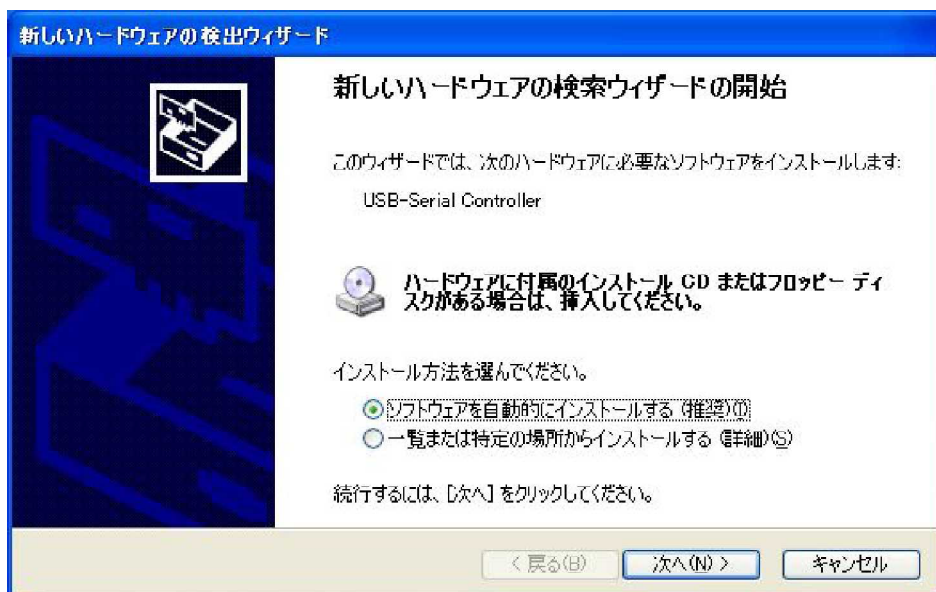 新しいハードウェアの検出ウィザード
新しいハードウェアの検索ウィザードの開始
このウィザードでは、次のハードウェアに必要なソフトウェアをインストールします:
USB-Serial Controller
ハードウェアに付属のインストール CD またはフロッピー ディ
スクがある場合は、挿入してください。
インストール方法を選んでください。
ソフトウェアを自動的にインストールする (推奨)(I)
一覧または特定の場所からインストールする (詳細)(S)
続行するには、[次へ] をクリックしてください。
< 戻る(B)
次へ(N) >
キャンセル